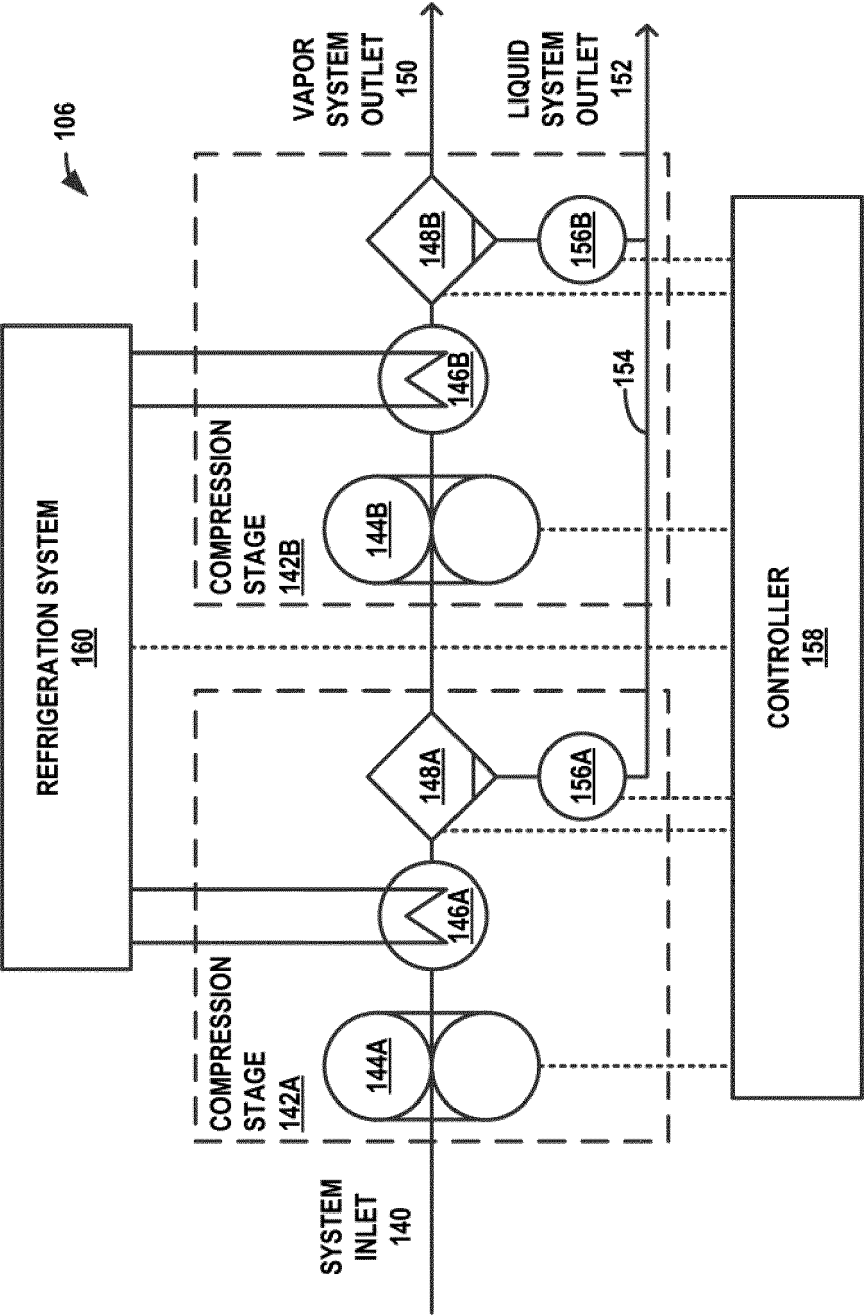 106
REFRIGERATION SYSTEM
160
VAPOR
SYSTEM
OUTLET
150
LIQUID
SYSTEM
OUTLET
152
COMPRESSION
STAGE
142A
COMPRESSION
STAGE
142B
SYSTEM
INLET
140
144A
146A
148A
144B
146B
148B
156A
156B
154
CONTROLLER
158